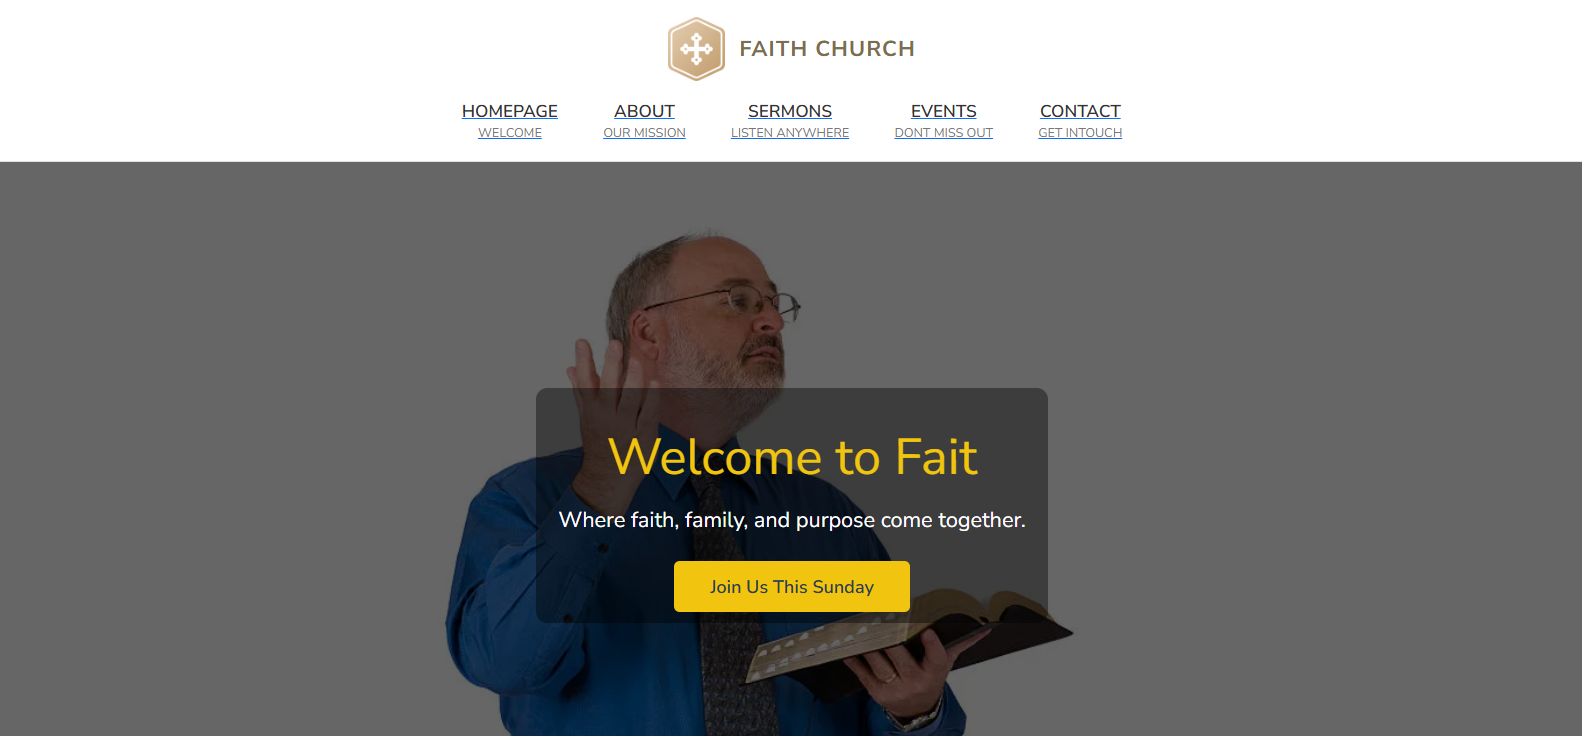 FAITH CHURCH
HOMEPAGE ABOUT SERMONS EVENTS CONTACT
WELCOME OUR MISSION LISTEN ANYWHERE DONT MISS OUT GET INTOUCH
Welcome to Fait
Where faith, family, and purpose come together.
Join Us This Sunday